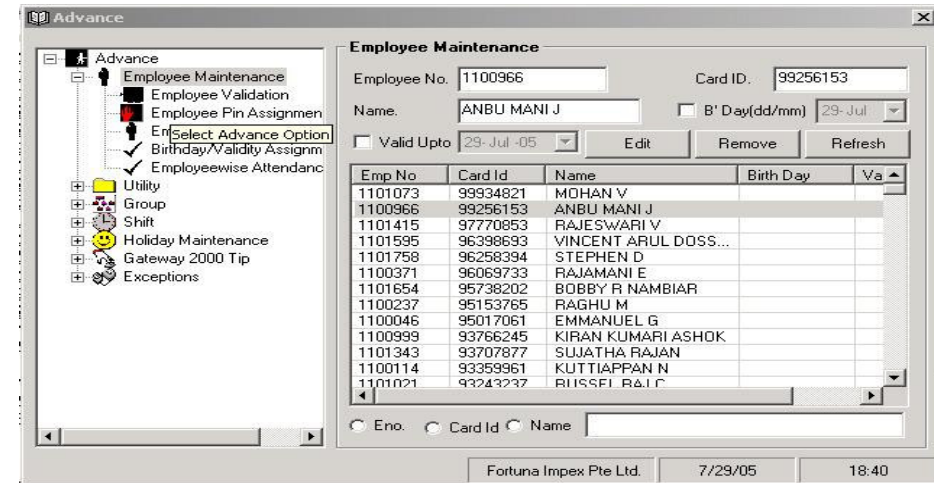 Advance
Advance
Employee Maintenance
Employee Validation
Employee Pin Assignmen
Em
Select Advance Option
Birthday/Validity Assignm
Employeewise Attendanc
Utility
Group
Shift
Holiday Maintenance
Gateway 2000 Tip
Exceptions
Employee Maintenance
Employee No. 1100966 Card ID. 99256153
Name. ANBU MANI J B' Day(dd/mm) 29-Jul
Valid Upto 29-Jul -05 Edit Remove Refresh
Emp No Card Id Name Birth Day Va
1101073 99934821 MOHAN V
1100966 99256153 ANBU MANI J
1101415 97770853 RAJESWARI V
1101595 96398693 VINCENT ARUL DOSS...
1101758 96258394 STEPHEN D
1100371 96069733 RAJAMANI E
1101654 95738202 BOBBY R NAMBIAR
1100237 95153765 RAGHU M
1100046 95017061 EMMANUEL G
1100999 93766245 KIRAN KUMARI ASHOK
1101343 93707877 SUJATHA RAJAN
1100114 93359961 KUTTIAPPAN N
1101021 93243237 RUSSEL RAJ C
Eno. Card Id Name
Fortuna Impex Pte Ltd. 7/29/05 18:40